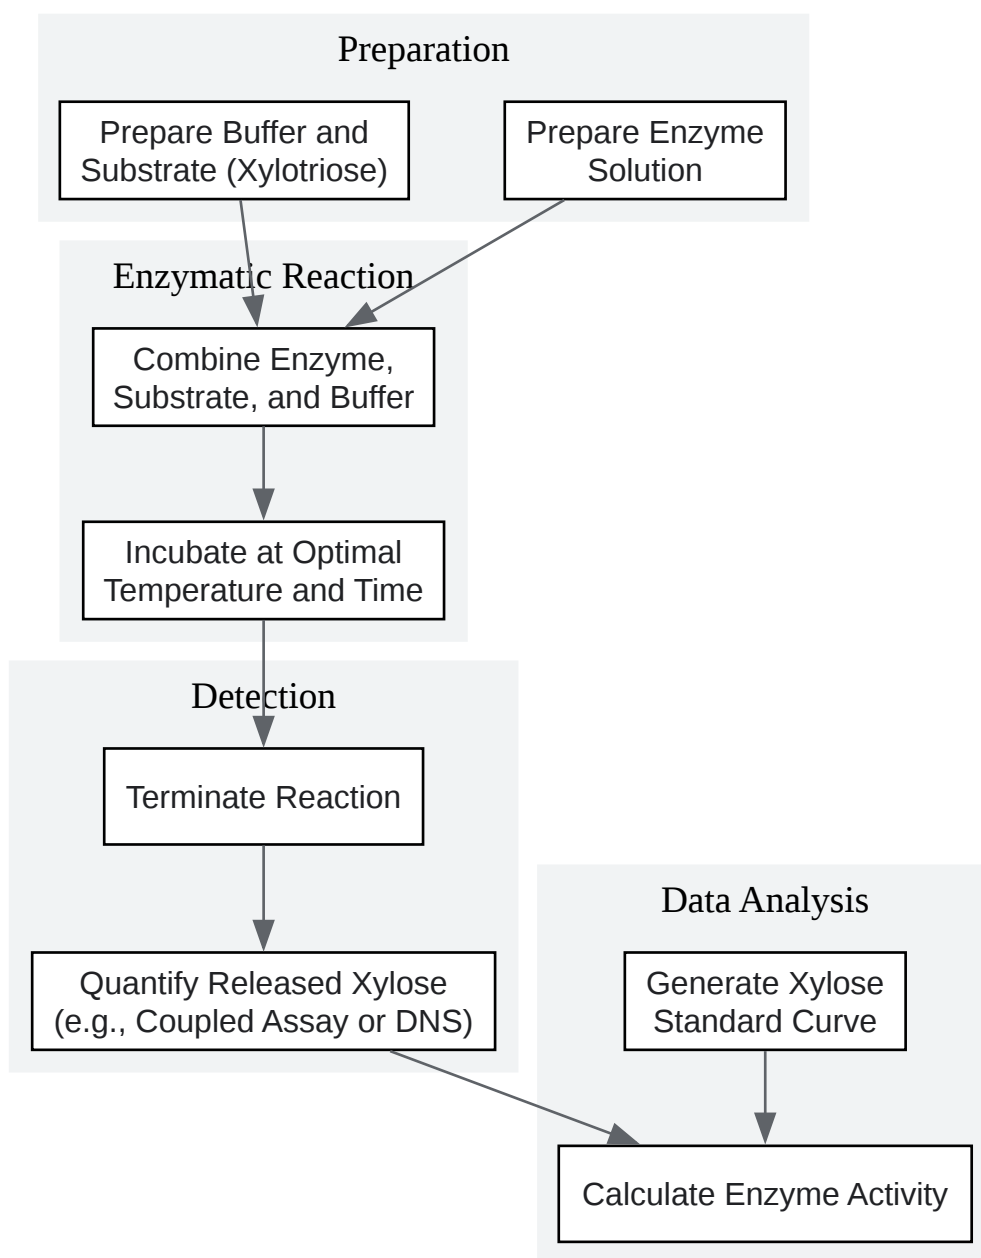 Preparation
Prepare Buffer and
Substrate (Xylotriose)
Prepare Enzyme
Solution
Enzymatic Reaction
Combine Enzyme,
Substrate, and Buffer
Incubate at Optimal
Temperature and Time
Detection
Terminate Reaction
Quantify Released Xylose
(e.g., Coupled Assay or DNS)
Data Analysis
Generate Xylose
Standard Curve
Calculate Enzyme Activity